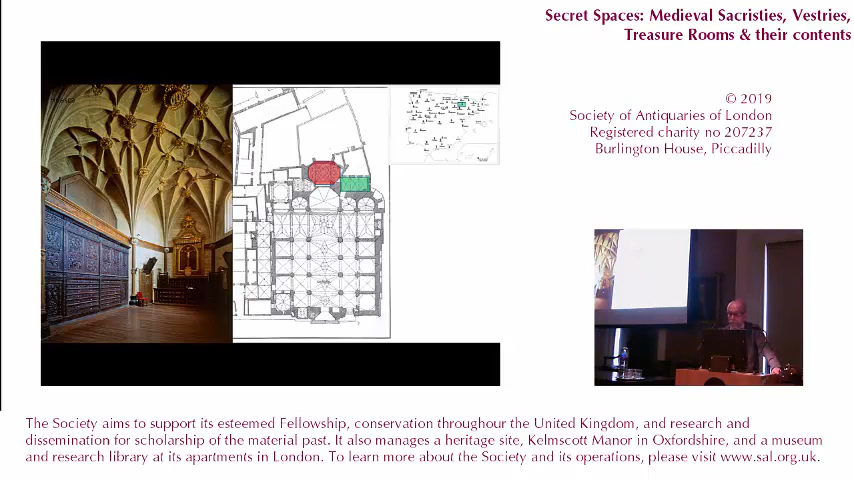 Secret Spaces: Medieval Sacristies, Vestries,
Treasure Rooms & their contents
© 2019
Society of Antiquaries of London
Registered charity no 207237
Burlington House, Piccadilly
The Society aims to support its esteemed Fellowship, conservation throughour the United Kingdom, and research and
dissemination for scholarship of the material past. It also manages a heritage site, Kelmscott Manor in Oxfordshire, and a museum
and research library at its apartments in London. To learn more about the Society and its operations, please visit www.sal.org.uk.